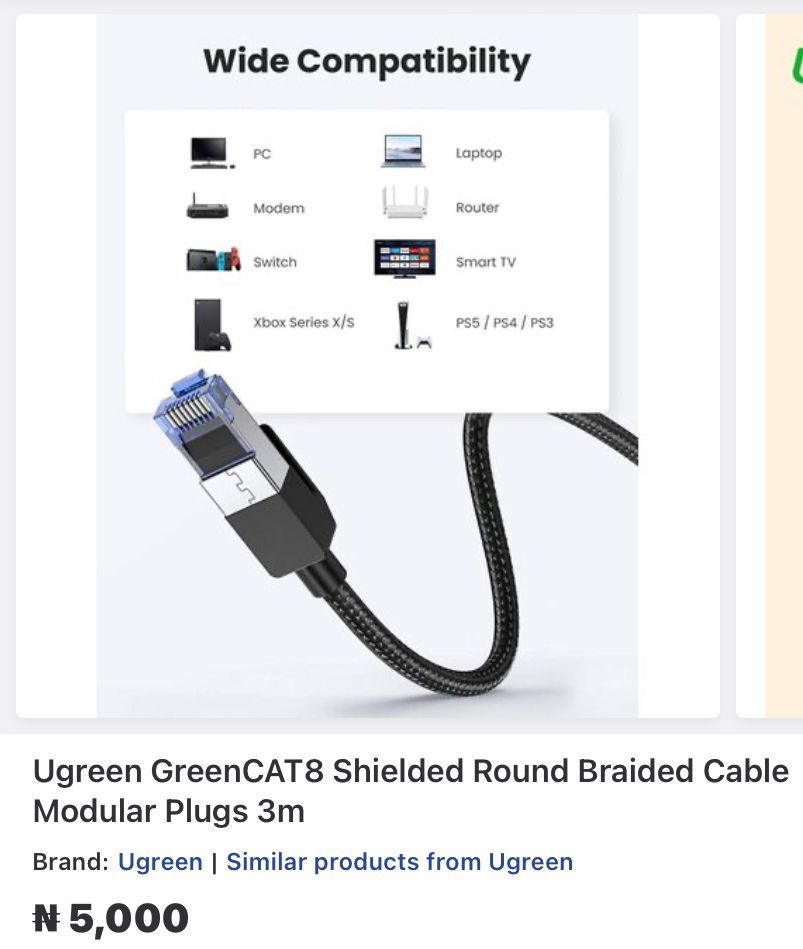 Wide Compatibility
PC
Laptop
Modem
Router
Switch
Smart TV
Xbox Series X/S
PS5 / PS4 / PS3
Ugreen GreenCAT8 Shielded Round Braided Cable
Modular Plugs 3m
Brand: Ugreen | Similar products from Ugreen
₦ 5,000